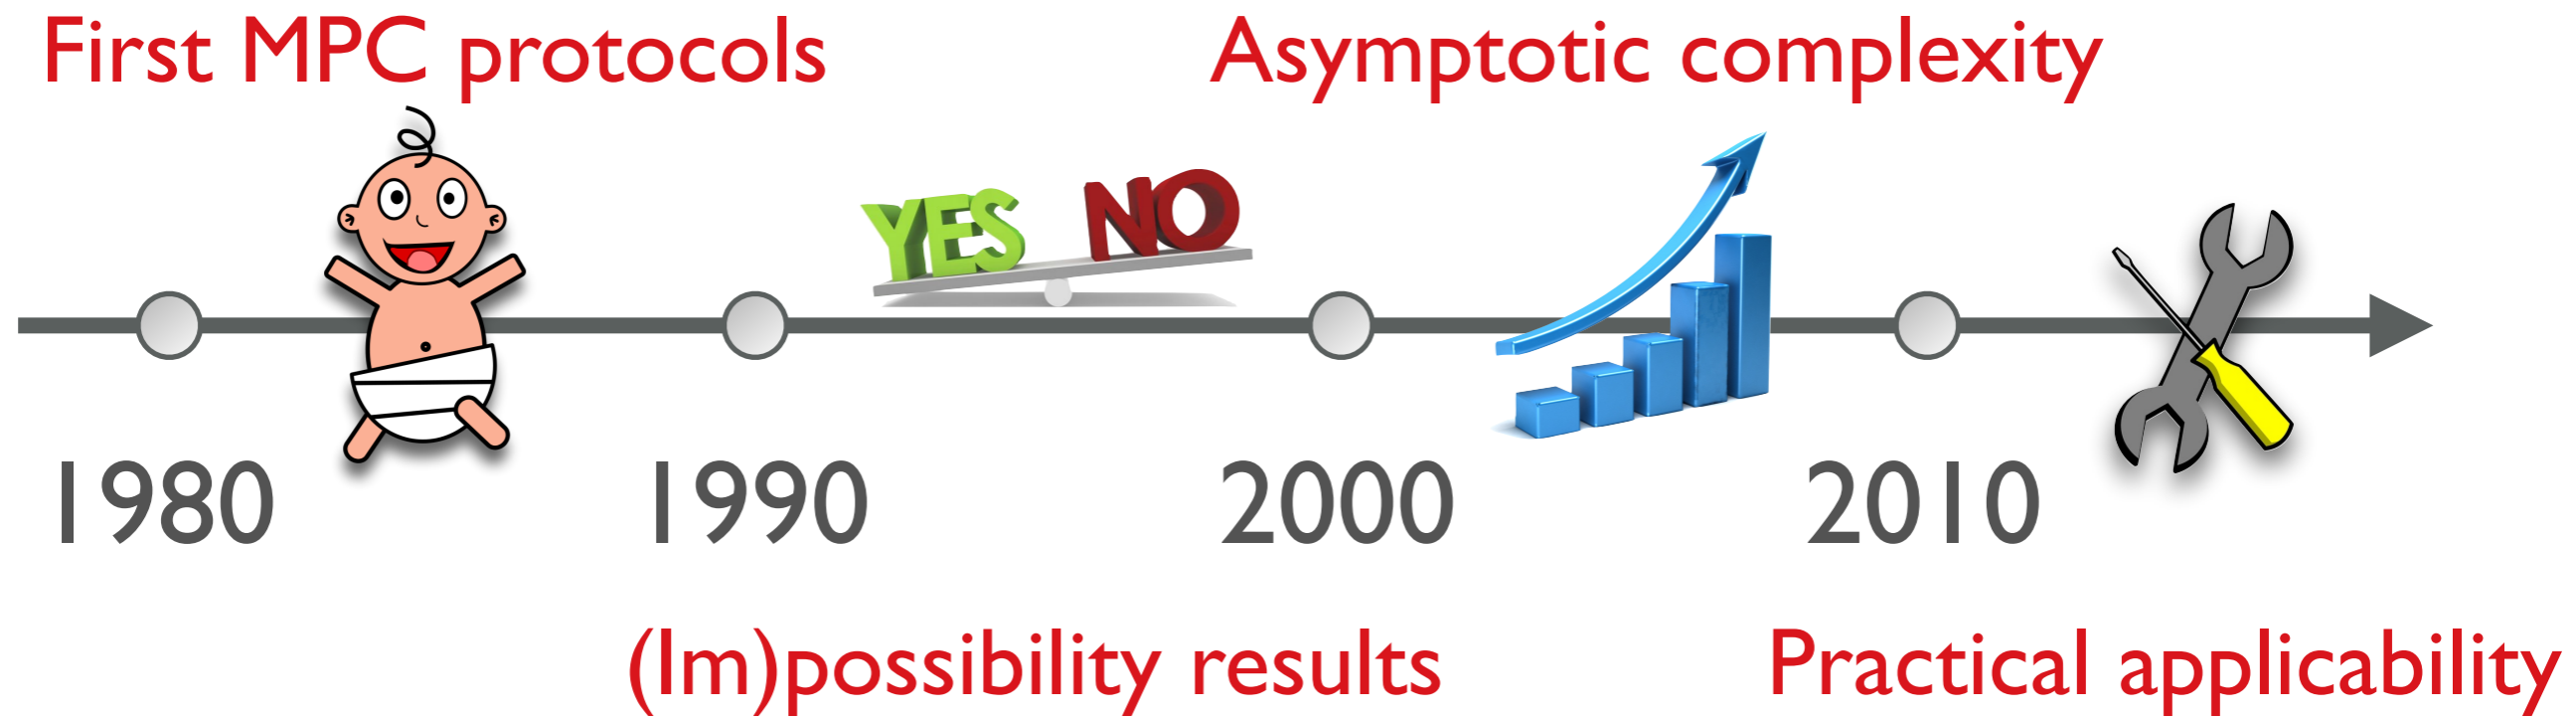 First MPC protocols
Asymptotic complexity
YES NO
1980
1990
2000
2010
(Im)possibility results
Practical applicability